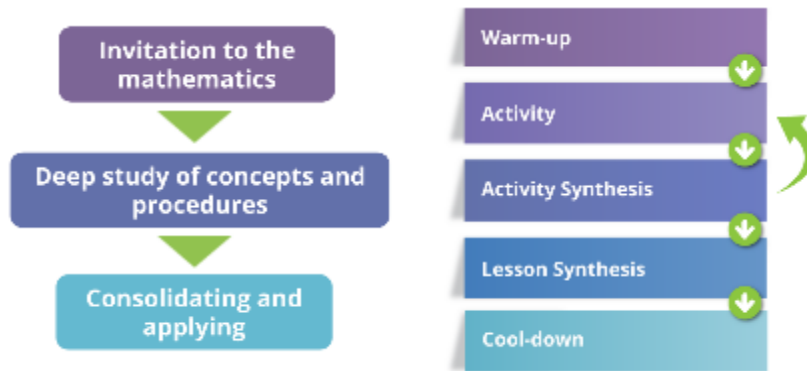 Invitation to the
mathematics
Deep study of concepts and
procedures
Consolidating and
applying
Warm-up
Activity
Activity Synthesis
Lesson Synthesis
Cool-down